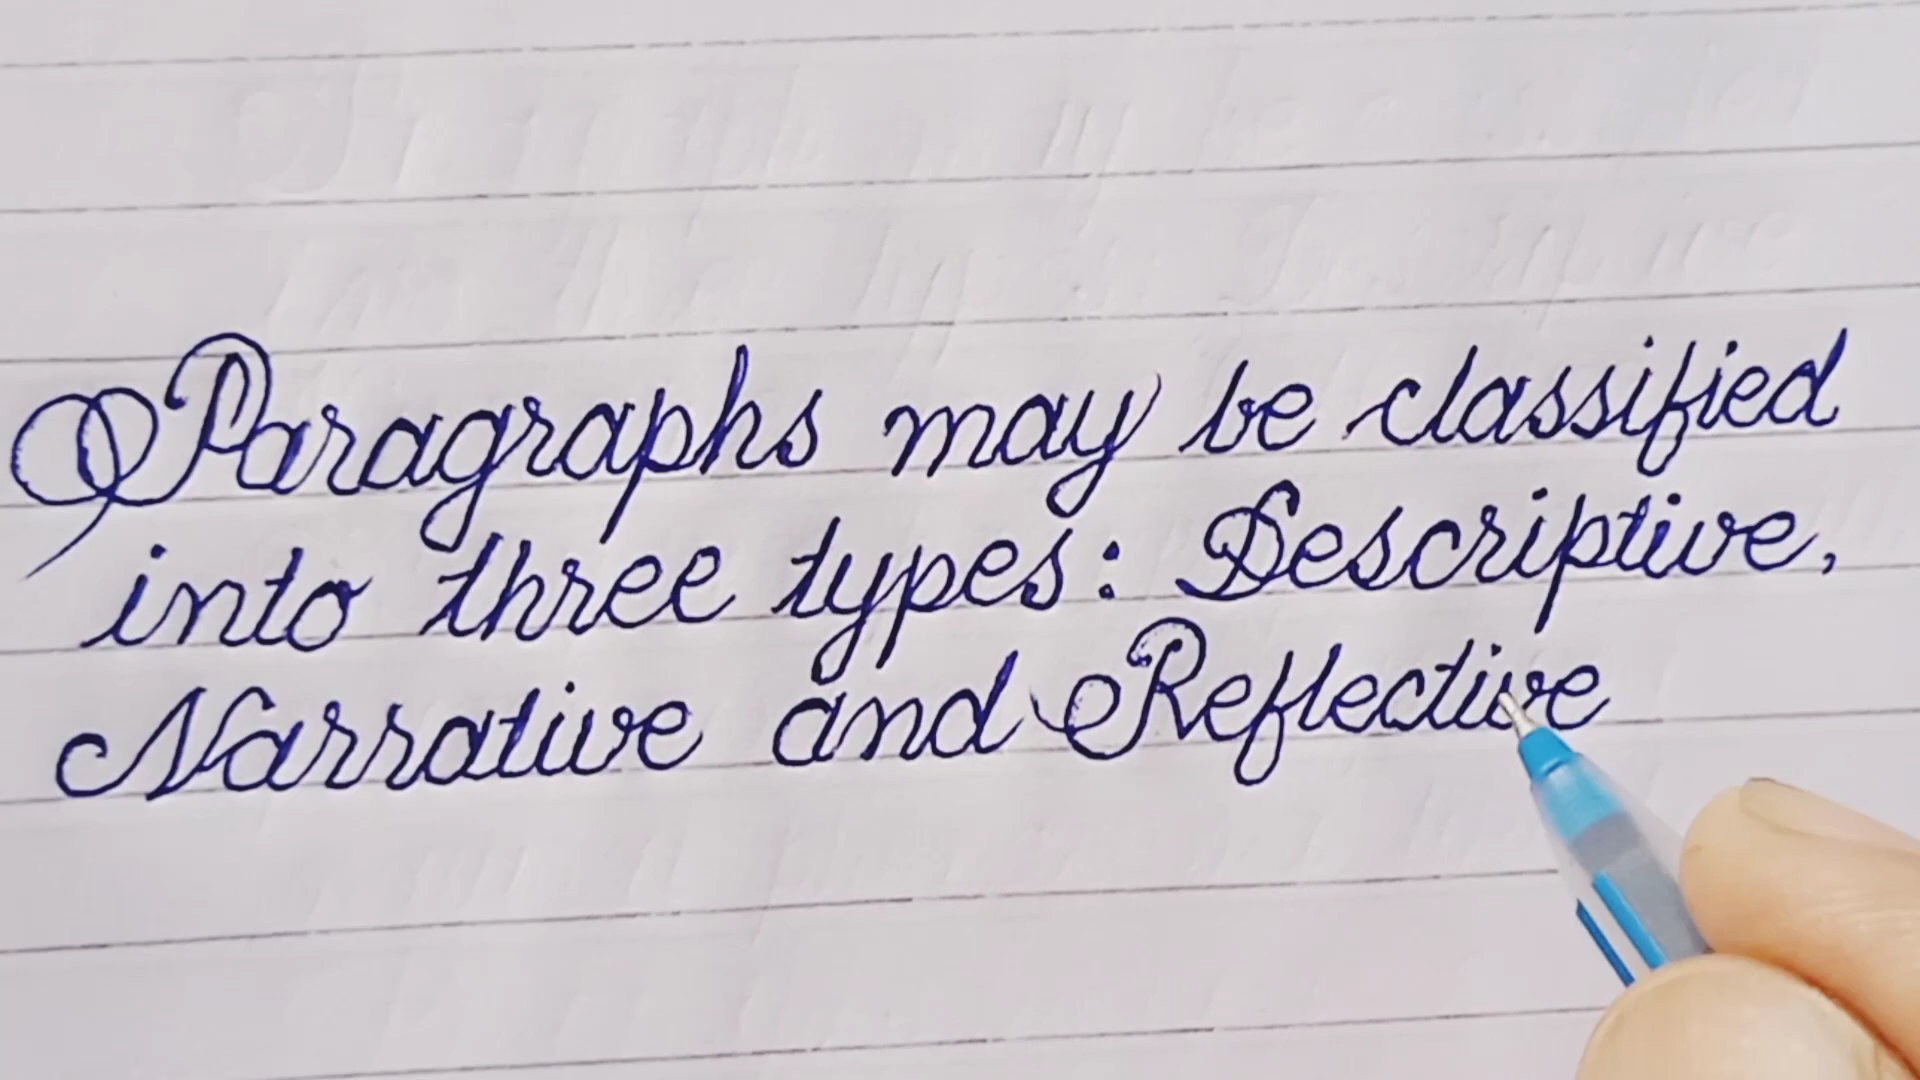 Paragraphs may be classified
into three types: Descriptive,
Narrative and Reflective